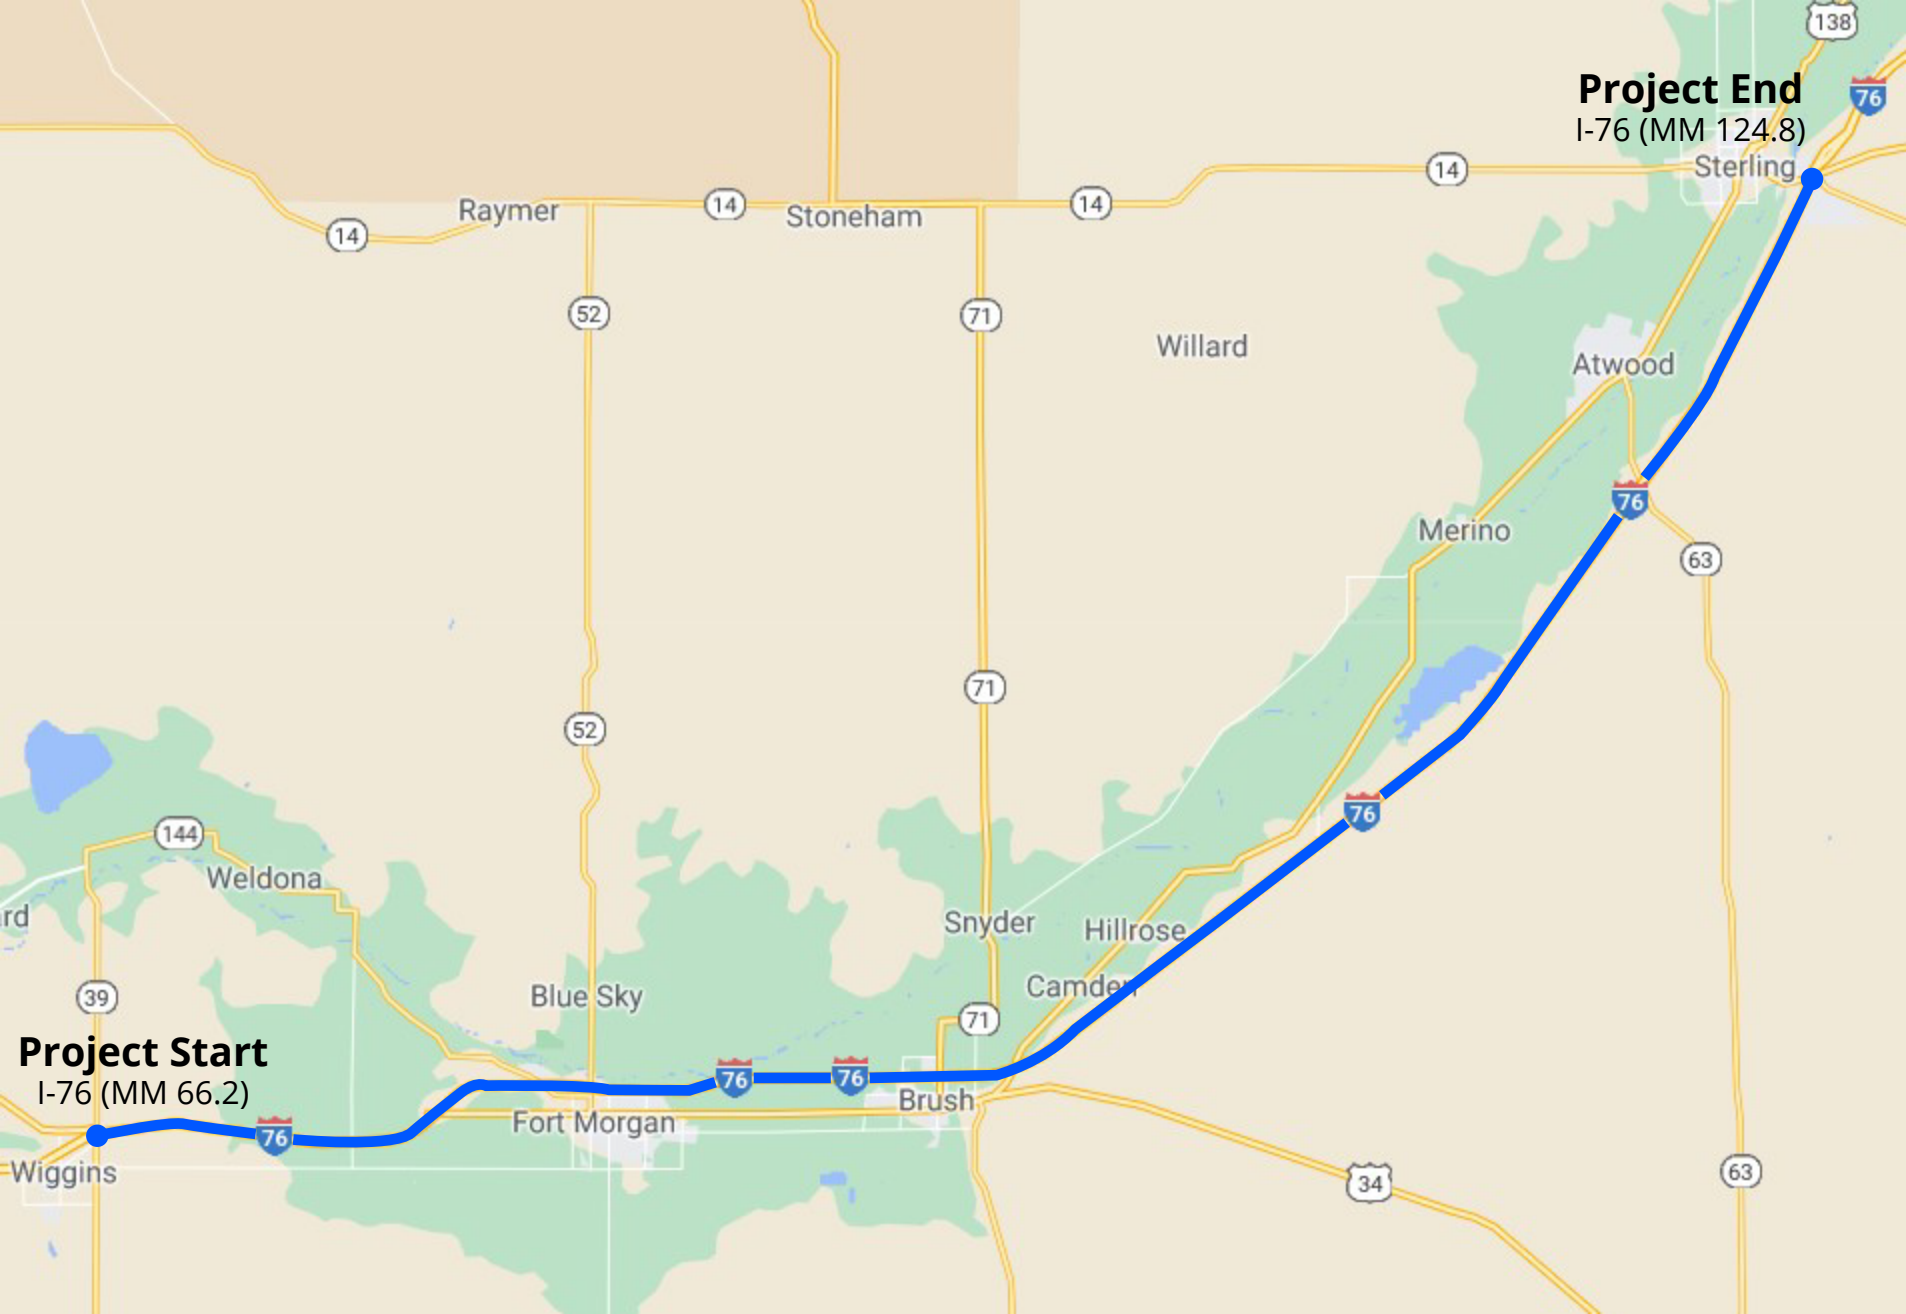 138
Project End
I-76 (MM 124.8)
76
Sterling
14
14
14
14
Raymer
Stoneham
52
71
Willard
Atwood
76
Merino
63
71
52
76
144
Weldona
rd
Snyder
Hillrose
39
Blue Sky
Camden
71
Project Start
I-76 (MM 66.2)
76
76
76
Brush
Fort Morgan
Wiggins
34
63